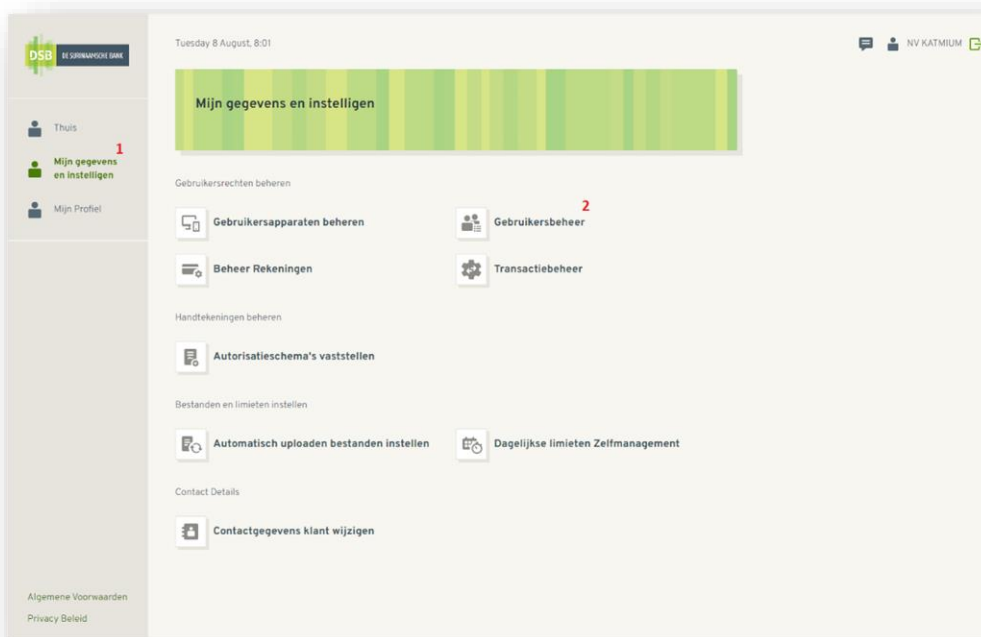 DSB DE SURINAAMSCHE BANK
Tuesday 8 August, 8:01
NV KATMIUM
Thuis
1
Mijn gegevens
en instelligen
Mijn Profiel
Mijn gegevens en instelligen
Gebruikersrechten beheren
Gebruikersapparaten beheren
2
Gebruikersbeheer
Beheer Rekeningen
Transactiebeheer
Handtekeningen beheren
Autorisatieschema's vaststellen
Bestanden en limieten instellen
Automatisch uploaden bestanden instellen
Dagelijkse limieten Zelfmanagement
Contact Details
Contactgegevens klant wijzigen
Algemene Voorwaarden
Privacy Beleid